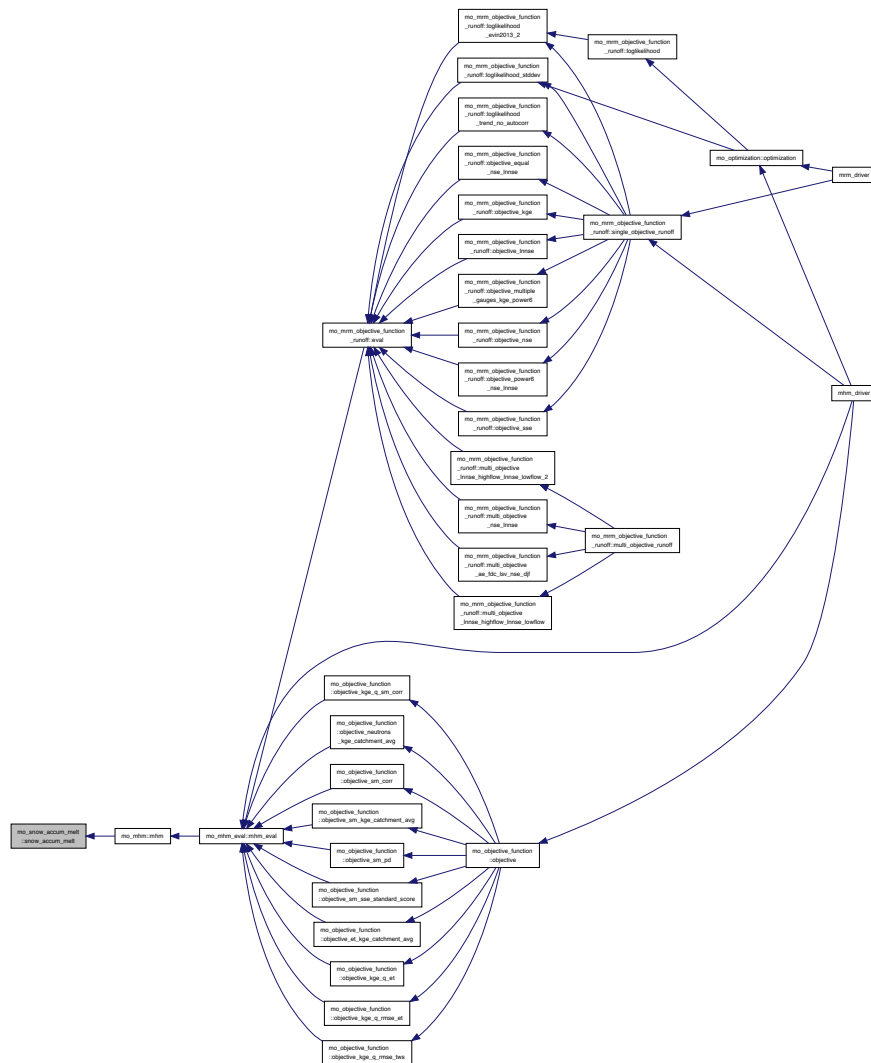 mo_mrm_objective_function
_runoff::loglikelihood
_evin2013_2
mo_mrm_objective_function
_runoff::loglikelihood
mo_mrm_objective_function
_runoff::loglikelihood_stddev
mo_mrm_objective_function
_runoff::loglikelihood
_trend_no_autocorr
mo_optimization::optimization
mrm_driver
mo_mrm_objective_function
_runoff::objective_equal
_nse_lnnse
mo_mrm_objective_function
_runoff::objective_kge
mo_mrm_objective_function
_runoff::single_objective_runoff
mo_mrm_objective_function
_runoff::objective_lnnse
mo_mrm_objective_function
_runoff::objective_multiple
_gauges_kge_power6
mo_mrm_objective_function
_runoff::eval
mo_mrm_objective_function
_runoff::objective_nse
mo_mrm_objective_function
_runoff::objective_power6
_nse_lnnse
mhm_driver
mo_mrm_objective_function
_runoff::objective_sse
mo_mrm_objective_function
_runoff::multi_objective
_lnnse_highflow_lnnse_lowflow_2
mo_mrm_objective_function
_runoff::multi_objective
_nse_lnnse
mo_mrm_objective_function
_runoff::multi_objective_runoff
mo_mrm_objective_function
_runoff::multi_objective
_ae_fdc_lsv_nse_djf
mo_mrm_objective_function
_runoff::multi_objective
_lnnse_highflow_lnnse_lowflow
mo_objective_function
::objective_kge_q_sm_corr
mo_objective_function
::objective_neutrons
_kge_catchment_avg
mo_objective_function
::objective_sm_corr
mo_objective_function
::objective_sm_kge_catchment_avg
mo_snow_accum_melt
::snow_accum_melt
mo_mhm::mhm
mo_mhm_eval::mhm_eval
mo_objective_function
::objective_sm_pd
mo_objective_function
::objective
mo_objective_function
::objective_sm_sse_standard_score
mo_objective_function
::objective_et_kge_catchment_avg
mo_objective_function
::objective_kge_q_et
mo_objective_function
::objective_kge_q_rmse_et
mo_objective_function
::objective_kge_q_rmse_tws